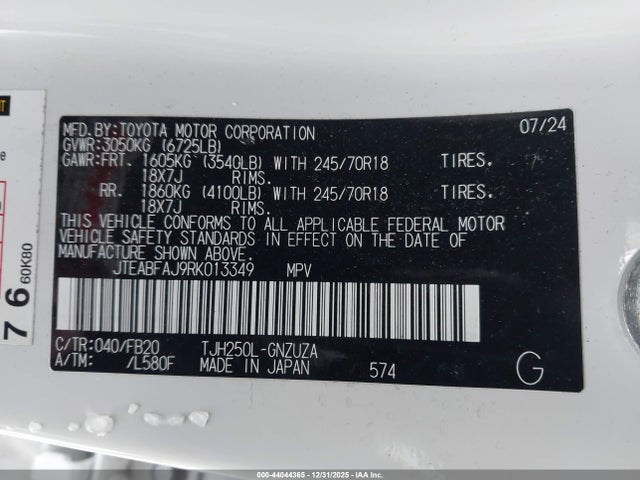 MFD.BY:TOYOTA MOTOR CORPORATION 07/24
GVWR:3050KG (6725LB)
GAWR:FRT. 1605KG (3540LB) WITH 245/70R18 TIRES.
18X7J RIMS.
RR. 1860KG (4100LB) WITH 245/70R18 TIRES.
18X7J RIMS.
THIS VEHICLE CONFORMS TO ALL APPLICABLE FEDERAL MOTOR
VEHICLE SAFETY STANDARDS IN EFFECT ON THE DATE OF
MANUFACTURE SHOWN ABOVE.
JTEABFAJ9RK013349 MPV
C/TR:040/FB20 TJH250L-GNZUZA
A/TM: /L580F MADE IN JAPAN 574
G
7 6 60K80
000-44044365 - 12/31/2025 - IAA Inc. Copyright